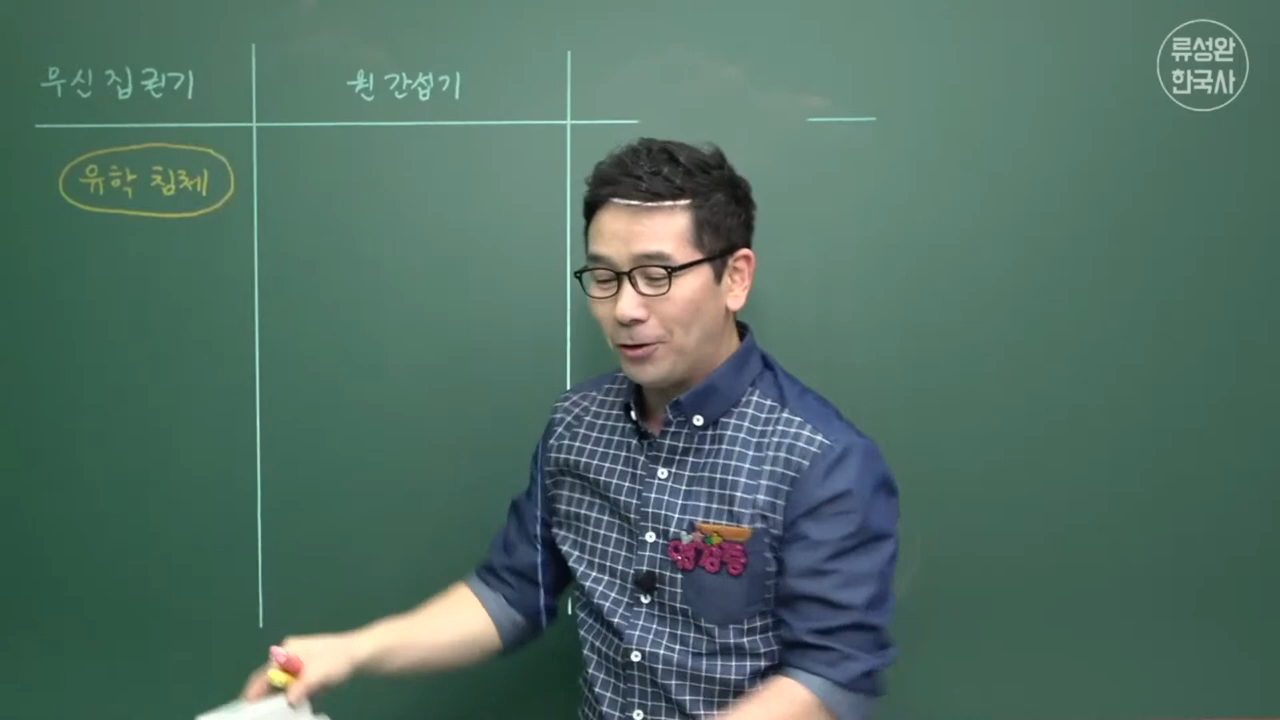 무신 집권기
원 간섭기
유학 침체
류성완
한국사